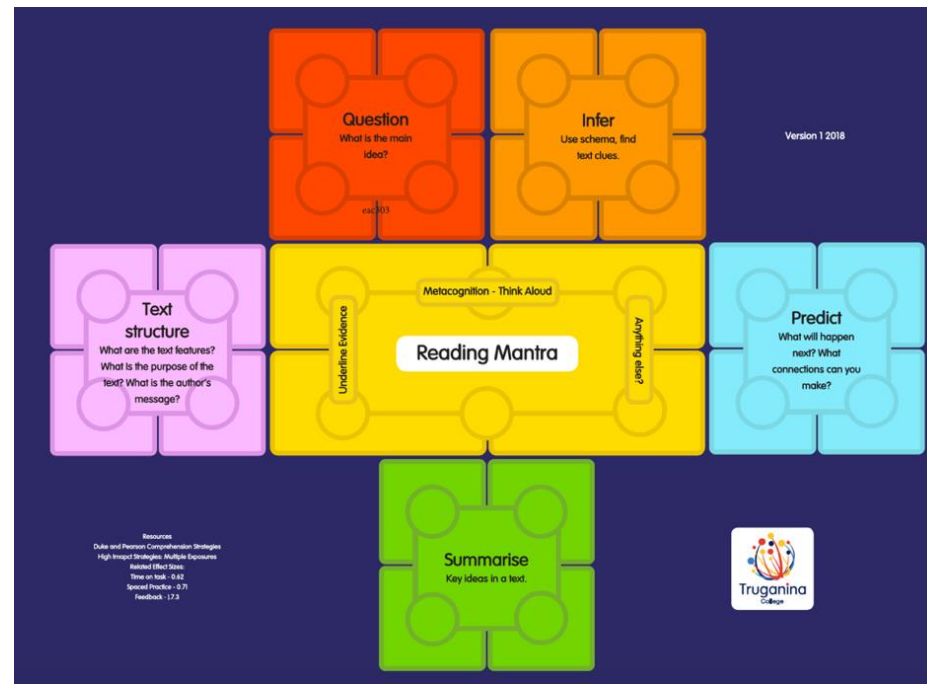 Question
What is the main
idea?
eac303
Infer
Use schema, find
text clues.
Version 1 2018
Text
structure
What are the text features?
What is the purpose of the
text? What is the author's
message?
Metacognition - Think Aloud
Underline Evidence
Reading Mantra
Anything else?
Predict
What will happen
next? What
connections can you
make?
Summarise
Key ideas in a text.
Resources
Duke and Pearson Comprehension Strategies
High Imapct Strategies: Multiple Exposures
Related Effect Sizes:
Time on task - 0.62
Spaced Practice - 0.71
Feedback - 17.3
Truganina
College